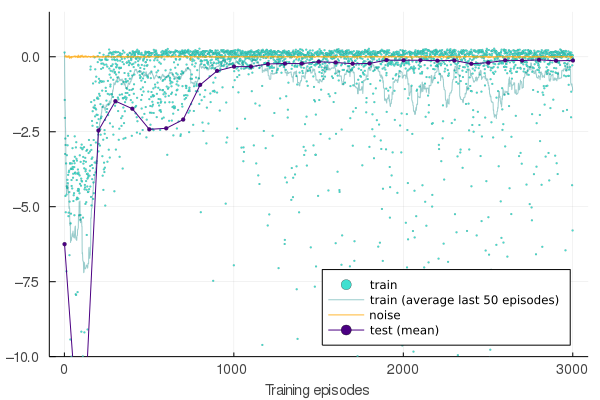 0.0
−2.5
−5.0
−7.5
−10.0
train
train (average last 50 episodes)
noise
test (mean)
0 1000 2000 3000
Training episodes